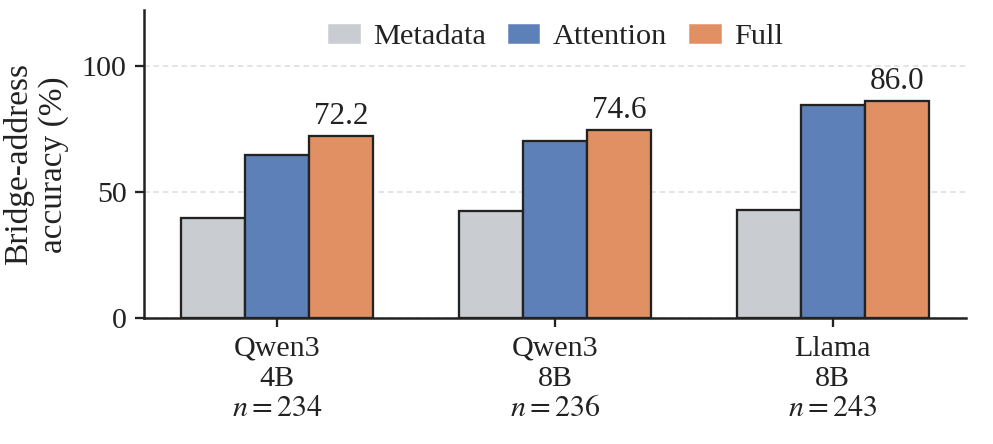 Metadata Attention Full
Bridge-address
accuracy (%)
100
50
0
72.2
74.6
86.0
Qwen3
4B
n = 234
Qwen3
8B
n = 236
Llama
8B
n = 243